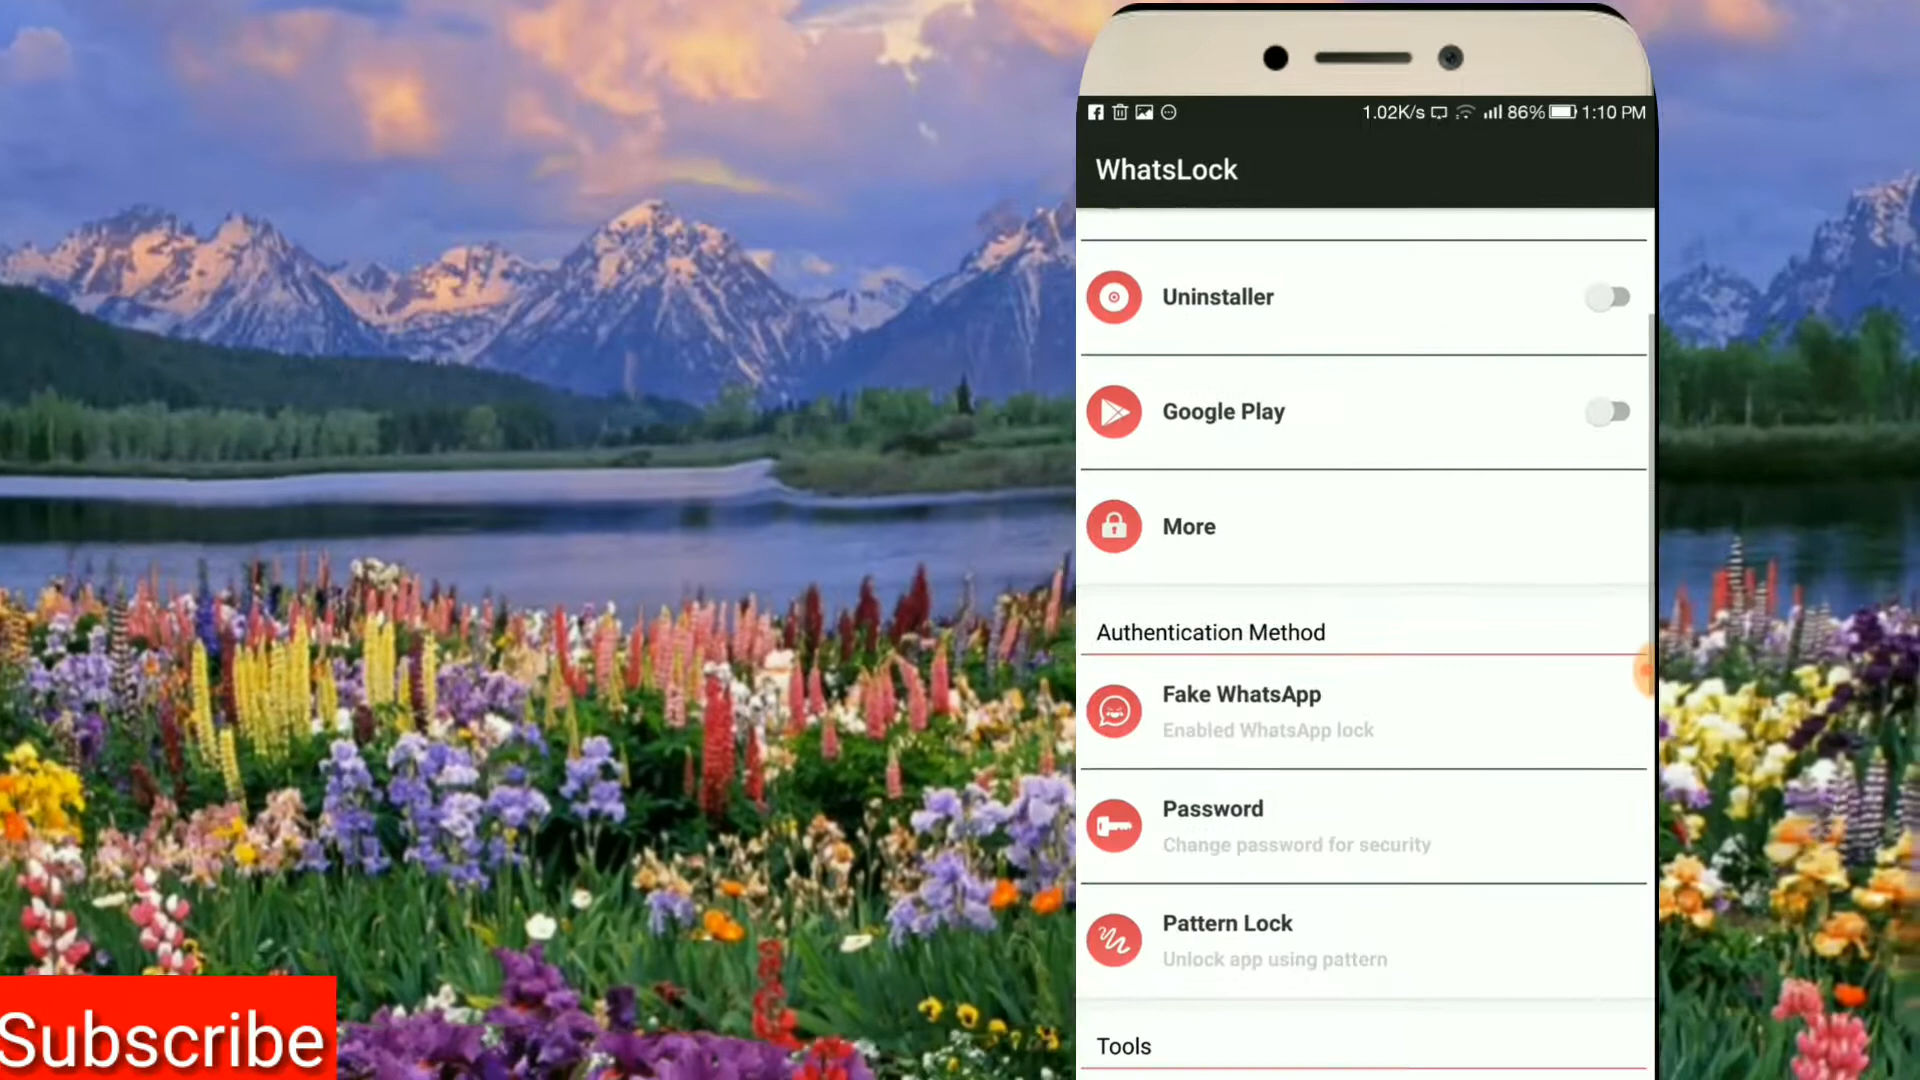 1.02K/s 86% 1:10 PM
WhatsLock
Uninstaller
Google Play
More
Authentication Method
Fake WhatsApp
Enabled WhatsApp lock
Password
Change password for security
Pattern Lock
Unlock app using pattern
Tools
Subscribe